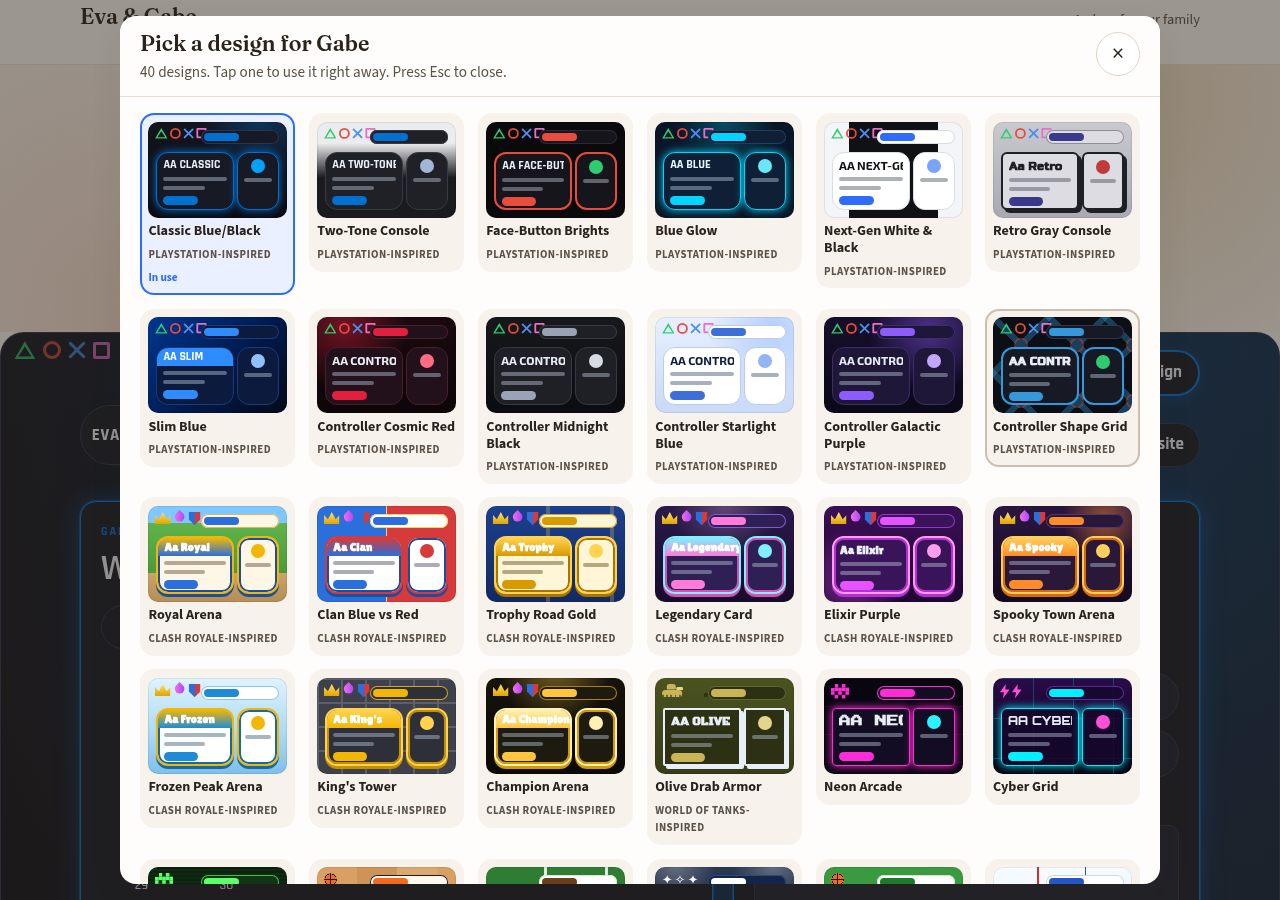 Eva & Gabe
Pick a design for Gabe
40 designs. Tap one to use it right away. Press Esc to close.
×
family
AA CLASSIC
AA TWO-TONE
AA FACE-BUT
AA BLUE
AA NEXT-GE
Aa Retro
Classic Blue/Black
Two-Tone Console
Face-Button Brights
Blue Glow
Next-Gen White &
Black
Retro Gray Console
PLAYSTATION-INSPIRED
PLAYSTATION-INSPIRED
PLAYSTATION-INSPIRED
PLAYSTATION-INSPIRED
PLAYSTATION-INSPIRED
PLAYSTATION-INSPIRED
In use
AA SLIM
AA CONTRO
AA CONTRO
AA CONTRO
AA CONTRO
AA CONTR
Slim Blue
Controller Cosmic Red
Controller Midnight
Black
Controller Starlight
Blue
Controller Galactic
Purple
Controller Shape Grid
PLAYSTATION-INSPIRED
PLAYSTATION-INSPIRED
PLAYSTATION-INSPIRED
PLAYSTATION-INSPIRED
PLAYSTATION-INSPIRED
PLAYSTATION-INSPIRED
ign
EVA
site
GA
W
Aa Royal
Aa Clan
Aa Trophy
Aa Legendary
Aa Elixir
Aa Spooky
Royal Arena
Clan Blue vs Red
Trophy Road Gold
Legendary Card
Elixir Purple
Spooky Town Arena
CLASH ROYALE-INSPIRED
CLASH ROYALE-INSPIRED
CLASH ROYALE-INSPIRED
CLASH ROYALE-INSPIRED
CLASH ROYALE-INSPIRED
CLASH ROYALE-INSPIRED
Aa Frozen
Aa King's
Aa Champion
AA OLIVE
AA NEO
AA CYBE
Frozen Peak Arena
King's Tower
Champion Arena
Olive Drab Armor
Neon Arcade
Cyber Grid
CLASH ROYALE-INSPIRED
CLASH ROYALE-INSPIRED
CLASH ROYALE-INSPIRED
WORLD OF TANKS-
INSPIRED
29
30